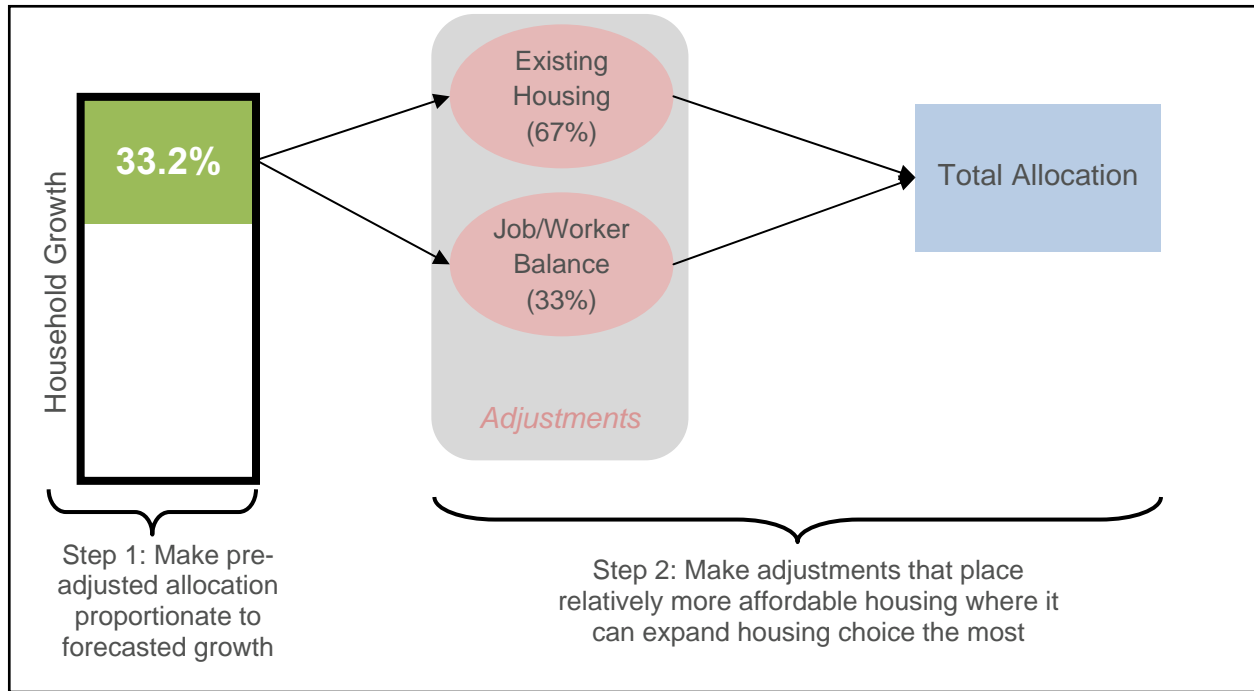 Household Growth
33.2%
Existing
Housing
(67%)
Job/Worker
Balance
(33%)
Adjustments
Total Allocation
Step 1: Make pre-
adjusted allocation
proportionate to
forecasted growth
Step 2: Make adjustments that place
relatively more affordable housing where it
can expand housing choice the most